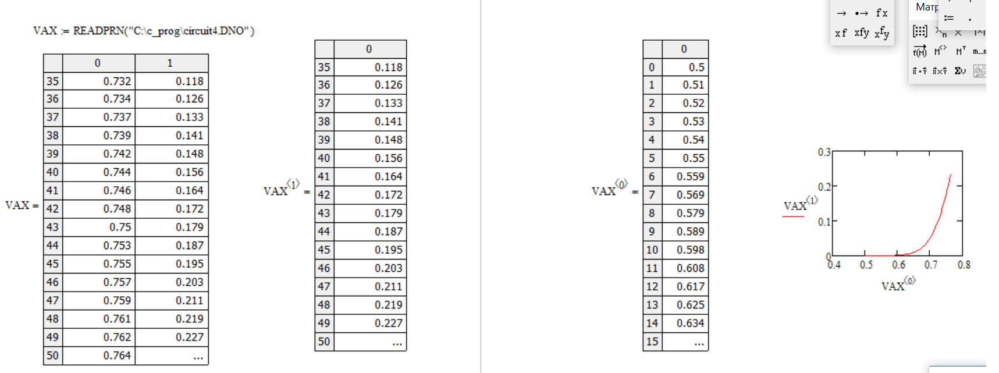 VAX := READPRN("C:\c_prog\circuit4.DNO")
VAX =
0 1
35 0.732 0.118
36 0.734 0.126
37 0.737 0.133
38 0.739 0.141
39 0.742 0.148
40 0.744 0.156
41 0.746 0.164
42 0.748 0.172
43 0.75 0.179
44 0.753 0.187
45 0.755 0.195
46 0.757 0.203
47 0.759 0.211
48 0.761 0.219
49 0.762 0.227
50 0.764 ...
VAX⟨1⟩ =
0
35 0.118
36 0.126
37 0.133
38 0.141
39 0.148
40 0.156
41 0.164
42 0.172
43 0.179
44 0.187
45 0.195
46 0.203
47 0.211
48 0.219
49 0.227
50 ...
VAX⟨0⟩ =
0
0 0.5
1 0.51
2 0.52
3 0.53
4 0.54
5 0.55
6 0.559
7 0.569
8 0.579
9 0.589
10 0.598
11 0.608
12 0.617
13 0.625
14 0.634
15 ...
0.3
0.2
VAX⟨1⟩
0.1
0
0.4 0.5 0.6 0.7 0.8
VAX⟨0⟩
→ ▪→ fx
xf xfy xfy
Матр
:= .
f(M) M<> Mᵀ m..n
Συ